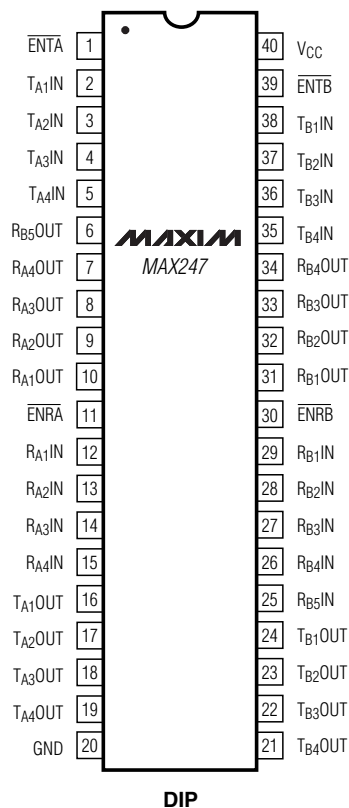 ENTA 1 40 VCC
TA1IN 2 39 ENTB
TA2IN 3 38 TB1IN
TA3IN 4 37 TB2IN
TA4IN 5 36 TB3IN
RB5OUT 6 35 TB4IN
MAXIM
RA4OUT 7 MAX247 34 RB4OUT
RA3OUT 8 33 RB3OUT
RA2OUT 9 32 RB2OUT
RA1OUT 10 31 RB1OUT
ENRA 11 30 ENRB
RA1IN 12 29 RB1IN
RA2IN 13 28 RB2IN
RA3IN 14 27 RB3IN
RA4IN 15 26 RB4IN
TA1OUT 16 25 RB5IN
TA2OUT 17 24 TB1OUT
TA3OUT 18 23 TB2OUT
TA4OUT 19 22 TB3OUT
GND 20 21 TB4OUT
DIP